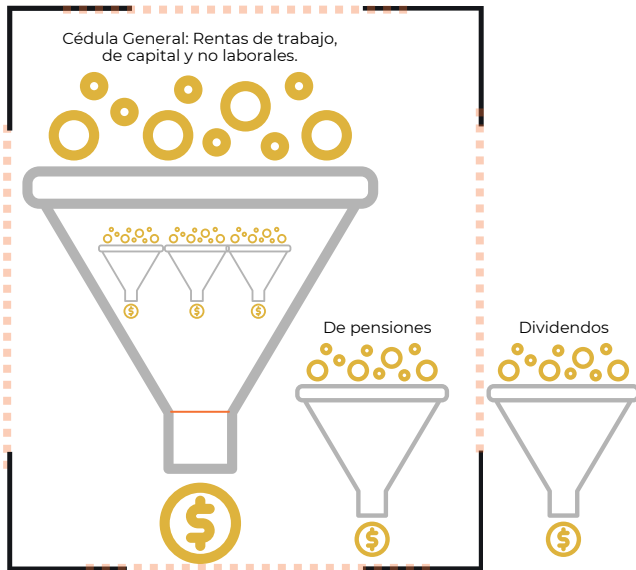 Cédula General: Rentas de trabajo,
de capital y no laborales.
$ $ $
De pensiones
Dividendos
$
$
$